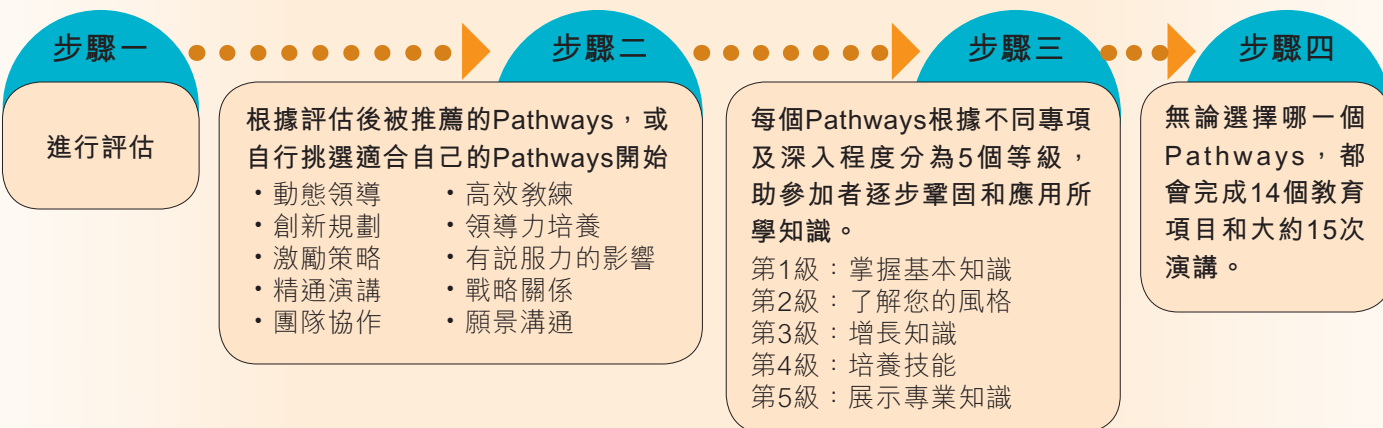 步驟一
進行評估
步驟二
根據評估後被推薦的Pathways，或
自行挑選適合自己的Pathways開始
・動態領導
・創新規劃
・激勵策略
・精通演講
・團隊協作
・高效教練
・領導力培養
・有説服力的影響
・戰略關係
・願景溝通
步驟三
每個Pathways根據不同專項
及深入程度分為5個等級，
助參加者逐步鞏固和應用所
學知識。
第1級：掌握基本知識
第2級：了解您的風格
第3級：增長知識
第4級：培養技能
第5級：展示專業知識
步驟四
無論選擇哪一個
Pathways，都
會完成14個教育
項目和大約15次
演講。